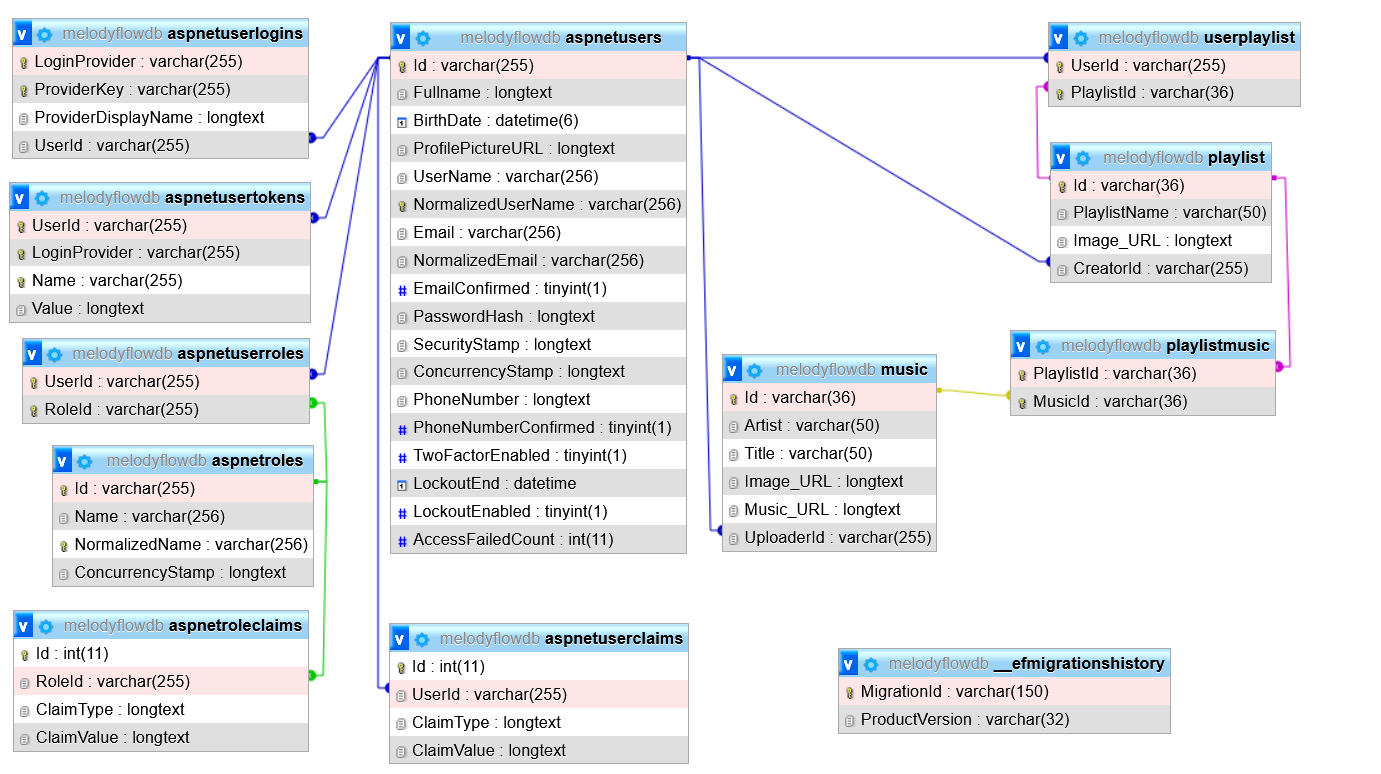 v melodyflowdb aspnetuserlogins
LoginProvider : varchar(255)
ProviderKey : varchar(255)
ProviderDisplayName : longtext
UserId : varchar(255)
v melodyflowdb aspnetusertokens
UserId : varchar(255)
LoginProvider : varchar(255)
Name : varchar(255)
Value : longtext
v melodyflowdb aspnetuserroles
UserId : varchar(255)
RoleId : varchar(255)
v melodyflowdb aspnetroles
Id : varchar(255)
Name : varchar(256)
NormalizedName : varchar(256)
ConcurrencyStamp : longtext
v melodyflowdb aspnetroleclaims
Id : int(11)
RoleId : varchar(255)
ClaimType : longtext
ClaimValue : longtext
v melodyflowdb aspnetusers
Id : varchar(255)
Fullname : longtext
BirthDate : datetime(6)
ProfilePictureURL : longtext
UserName : varchar(256)
NormalizedUserName : varchar(256)
Email : varchar(256)
NormalizedEmail : varchar(256)
# EmailConfirmed : tinyint(1)
PasswordHash : longtext
SecurityStamp : longtext
ConcurrencyStamp : longtext
PhoneNumber : longtext
# PhoneNumberConfirmed : tinyint(1)
# TwoFactorEnabled : tinyint(1)
LockoutEnd : datetime
# LockoutEnabled : tinyint(1)
# AccessFailedCount : int(11)
v melodyflowdb aspnetuserclaims
Id : int(11)
UserId : varchar(255)
ClaimType : longtext
ClaimValue : longtext
v melodyflowdb userplaylist
UserId : varchar(255)
PlaylistId : varchar(36)
v melodyflowdb playlist
Id : varchar(36)
PlaylistName : varchar(50)
Image_URL : longtext
CreatorId : varchar(255)
v melodyflowdb playlistmusic
PlaylistId : varchar(36)
MusicId : varchar(36)
v melodyflowdb music
Id : varchar(36)
Artist : varchar(50)
Title : varchar(50)
Image_URL : longtext
Music_URL : longtext
UploaderId : varchar(255)
v melodyflowdb __efmigrationshistory
MigrationId : varchar(150)
ProductVersion : varchar(32)